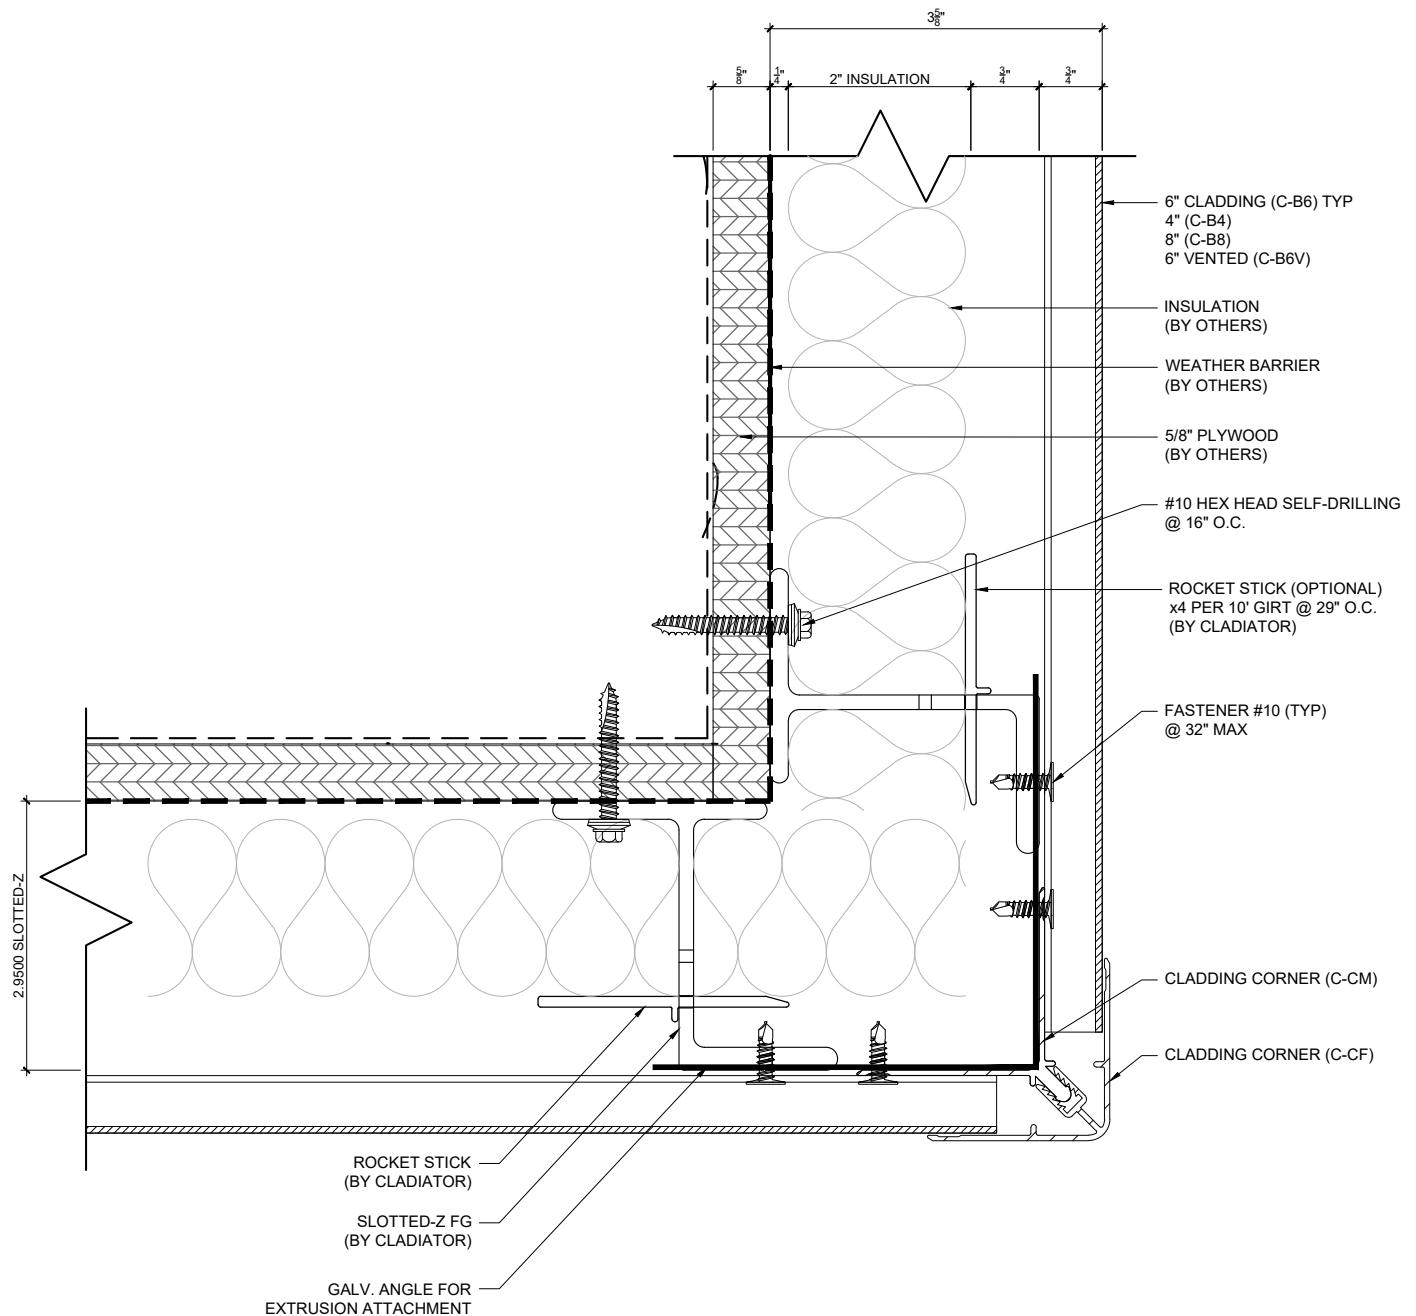 3 5/8"
5/8"
1/4"
2" INSULATION
3/4"
3/4"
6" CLADDING (C-B6) TYP
4" (C-B4)
8" (C-B8)
6" VENTED (C-B6V)
INSULATION
(BY OTHERS)
WEATHER BARRIER
(BY OTHERS)
5/8" PLYWOOD
(BY OTHERS)
#10 HEX HEAD SELF-DRILLING
@ 16" O.C.
ROCKET STICK (OPTIONAL)
x4 PER 10' GIRT @ 29" O.C.
(BY CLADIATOR)
FASTENER #10 (TYP)
@ 32" MAX
2.9500 SLOTTED-Z
CLADDING CORNER (C-CM)
CLADDING CORNER (C-CF)
ROCKET STICK
(BY CLADIATOR)
SLOTTED-Z FG
(BY CLADIATOR)
GALV. ANGLE FOR
EXTRUSION ATTACHMENT